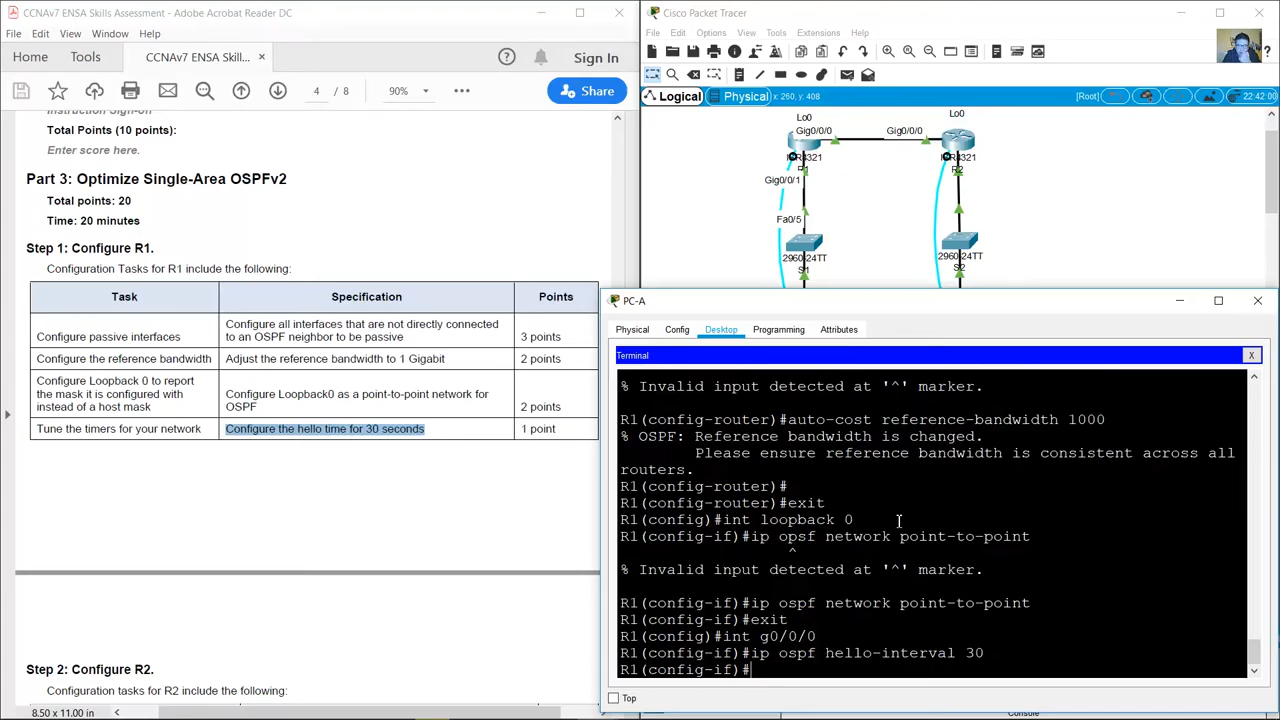 CCNAv7 ENSA Skills Assessment - Adobe Acrobat Reader DC
File Edit View Window Help
Home Tools CCNAv7 ENSA Skill... × Sign In
4 / 8 90% Share
Instruction Sign-off
Total Points (10 points):
Enter score here.
Part 3: Optimize Single-Area OSPFv2
Total points: 20
Time: 20 minutes
Step 1: Configure R1.
Configuration Tasks for R1 include the following:
Task Specification Points
Configure passive interfaces
Configure all interfaces that are not directly connected
to an OSPF neighbor to be passive
3 points
Configure the reference bandwidth Adjust the reference bandwidth to 1 Gigabit 2 points
Configure Loopback 0 to report
the mask it is configured with
instead of a host mask
Configure Loopback0 as a point-to-point network for
OSPF
2 points
Tune the timers for your network Configure the hello time for 30 seconds 1 point
Step 2: Configure R2.
Configuration tasks for R2 include the following:
8.50 x 11.00 in
Cisco Packet Tracer
File Edit Options View Tools Extensions Help
Logical Physical x: 260, y: 408 [Root] 22:42:00
Lo0 Lo0
Gig0/0/0 Gig0/0/0
R2
Gig0/0/1
Fa0/5
2960-24TT 2960-24TT
S1 S2
PC-A
Physical Config Desktop Programming Attributes
Terminal X
% Invalid input detected at '^' marker.
R1(config-router)#auto-cost reference-bandwidth 1000
% OSPF: Reference bandwidth is changed.
Please ensure reference bandwidth is consistent across all
routers.
R1(config-router)#
R1(config-router)#exit
R1(config)#int loopback 0
R1(config-if)#ip opsf network point-to-point
^
% Invalid input detected at '^' marker.
R1(config-if)#ip ospf network point-to-point
R1(config-if)#exit
R1(config)#int g0/0/0
R1(config-if)#ip ospf hello-interval 30
R1(config-if)#
Top